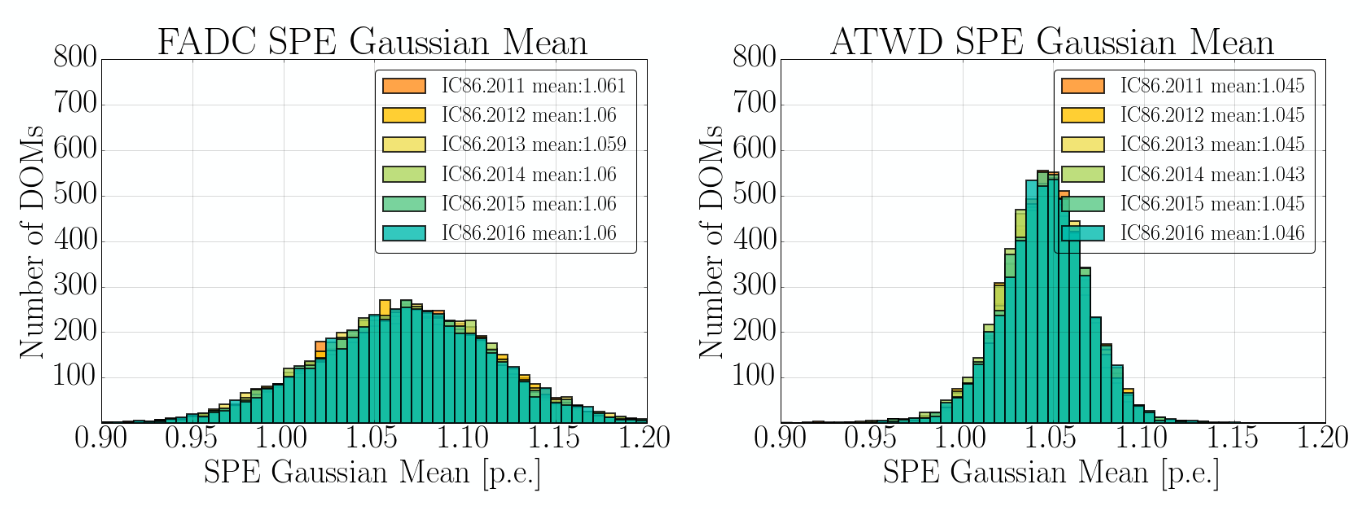 FADC SPE Gaussian Mean
800
700
600
500
400
300
200
100
Number of DOMs
IC86.2011 mean:1.061
IC86.2012 mean:1.06
IC86.2013 mean:1.059
IC86.2014 mean:1.06
IC86.2015 mean:1.06
IC86.2016 mean:1.06
0.90 0.95 1.00 1.05 1.10 1.15 1.20
SPE Gaussian Mean [p.e.]
ATWD SPE Gaussian Mean
800
700
600
500
400
300
200
100
Number of DOMs
IC86.2011 mean:1.045
IC86.2012 mean:1.045
IC86.2013 mean:1.045
IC86.2014 mean:1.043
IC86.2015 mean:1.045
IC86.2016 mean:1.046
0.90 0.95 1.00 1.05 1.10 1.15 1.20
SPE Gaussian Mean [p.e.]